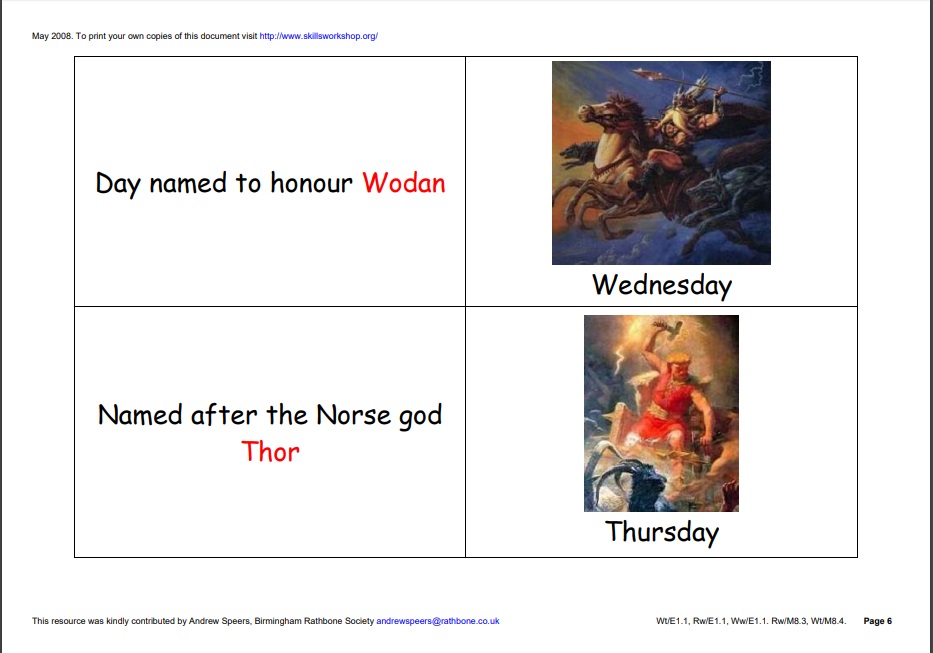 May 2008. To print your own copies of this document visit http://www.skillsworkshop.org/
Day named to honour Wodan
Wednesday
Named after the Norse god
Thor
Thursday
This resource was kindly contributed by Andrew Speers, Birmingham Rathbone Society andrewspeers@rathbone.co.uk
Wt/E1.1, Rw/E1.1, Ww/E1.1. Rw/M8.3, Wt/M8.4. Page 6